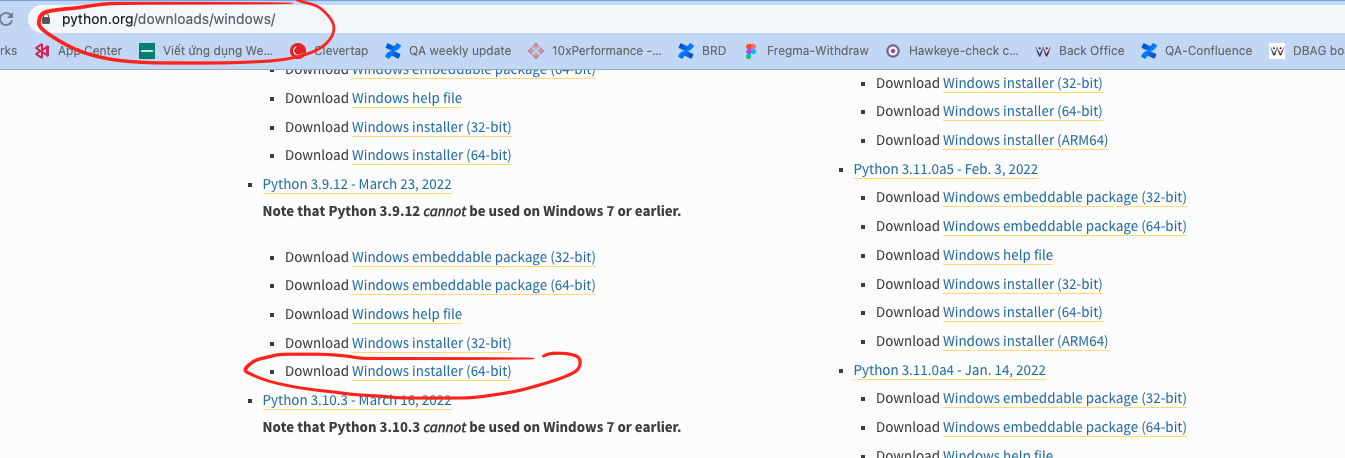 python.org/downloads/windows/
rks
App Center
Viết ứng dụng We...
Clevertap
QA weekly update
10xPerformance -...
BRD
Fregma-Withdraw
Hawkeye-check c...
Back Office
QA-Confluence
DBAG bo
Download Windows embeddable package (64-bit)
Download Windows help file
Download Windows installer (32-bit)
Download Windows installer (64-bit)
Python 3.9.12 - March 23, 2022
Note that Python 3.9.12 cannot be used on Windows 7 or earlier.
Download Windows embeddable package (32-bit)
Download Windows embeddable package (64-bit)
Download Windows help file
Download Windows installer (32-bit)
Download Windows installer (64-bit)
Python 3.10.3 - March 16, 2022
Note that Python 3.10.3 cannot be used on Windows 7 or earlier.
Download Windows installer (32-bit)
Download Windows installer (64-bit)
Download Windows installer (ARM64)
Python 3.11.0a5 - Feb. 3, 2022
Download Windows embeddable package (32-bit)
Download Windows embeddable package (64-bit)
Download Windows help file
Download Windows installer (32-bit)
Download Windows installer (64-bit)
Download Windows installer (ARM64)
Python 3.11.0a4 - Jan. 14, 2022
Download Windows embeddable package (32-bit)
Download Windows embeddable package (64-bit)
Download Windows help file